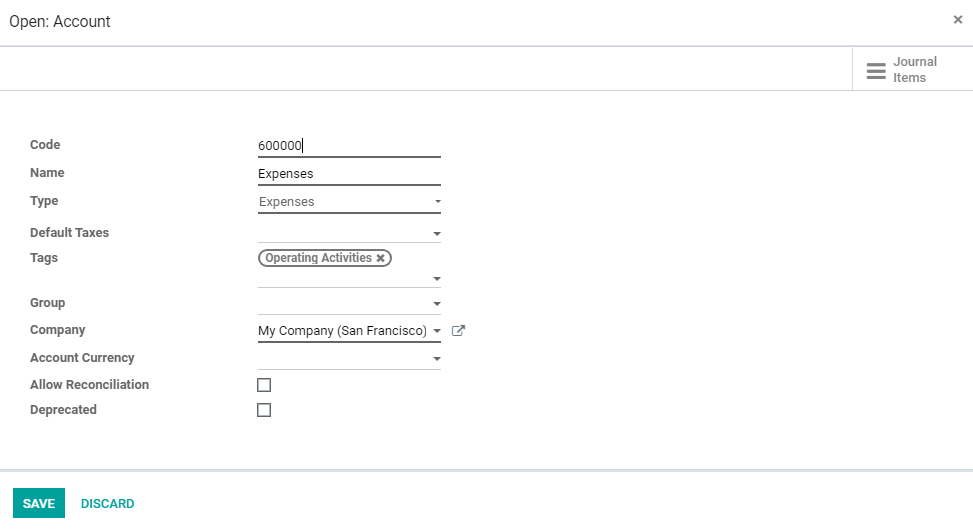 Open: Account
×
Journal
Items
Code 600000
Name Expenses
Type Expenses
Default Taxes
Tags Operating Activities ×
Group
Company My Company (San Francisco)
Account Currency
Allow Reconciliation
Deprecated
SAVE DISCARD